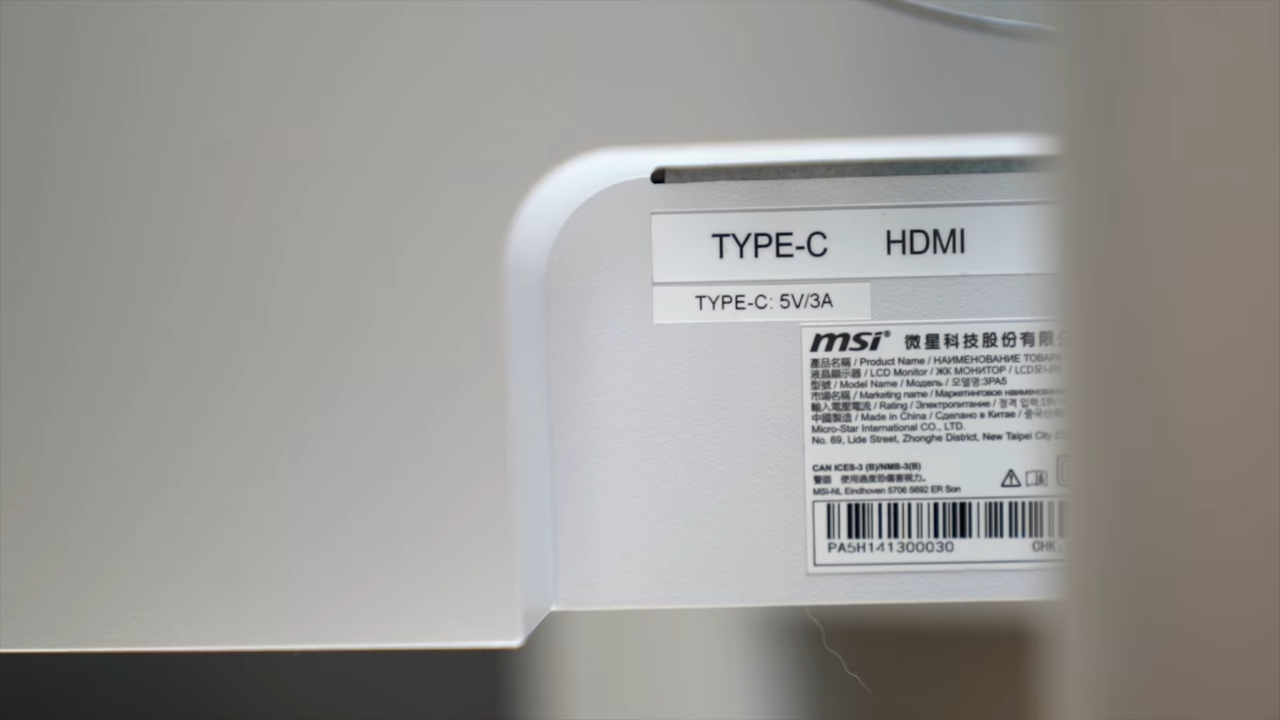 TYPE-C HDMI
TYPE-C: 5V/3A
msi® 微星科技股份有限
產品名稱 / Product Name / НАИМЕНОВАНИЕ ТОВАР
液晶顯示器 / LCD Monitor / ЖК МОНИТОР / LCD모니터
型號 / Model Name / Модель / 모델명:3PA5
市場名稱 / Marketing name / Маркетинговое наименован
輸入電壓電流 / Rating / Электропитание / 정격 입력:19
中國製造 / Made in China / Сделано в Китае / 중국산
Micro-Star International CO., LTD.
No. 69, Lide Street, Zhonghe District, New Taipei City
CAN ICES-3 (B)/NMB-3(B)
警語 使用過度恐傷害視力。
MSI-NL Eindhoven 5706 5692 ER Son
PA5H141300030 OHK